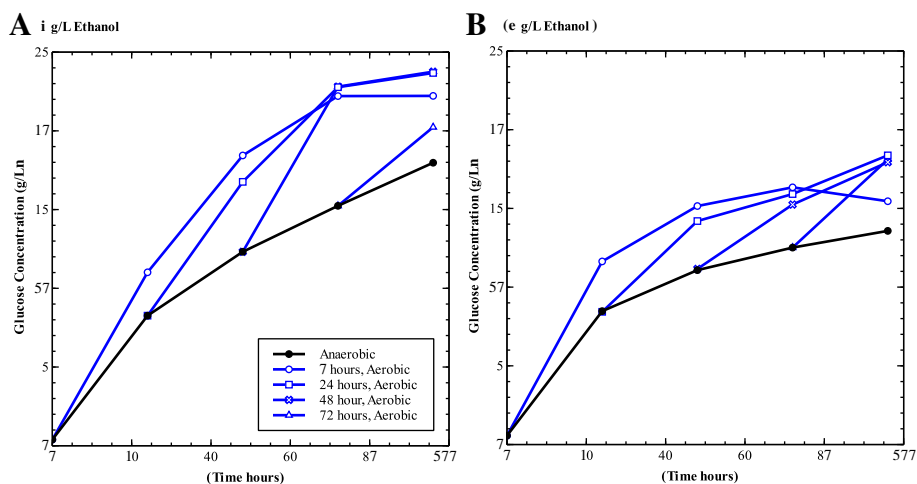 A i g/L Ethanol
25
17
15
57
5
7
Glucose Concentration (g/Ln
Anaerobic
7 hours, Aerobic
24 hours, Aerobic
48 hour, Aerobic
72 hours, Aerobic
7 10 40 60 87 577
(Time hours)
B (e g/L Ethanol )
25
17
15
57
5
7
Glucose Concentration (g/Ln
7 10 40 60 87 577
(Time hours)